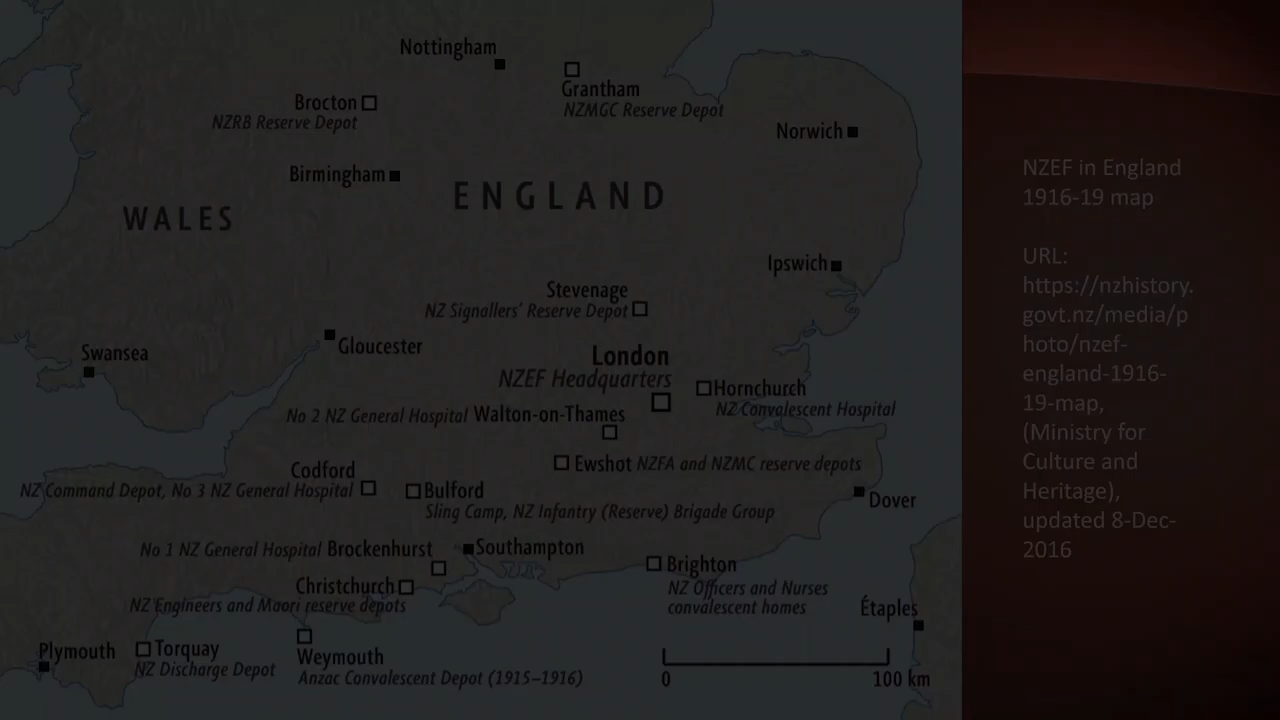 Nottingham
Grantham
NZMGC Reserve Depot
Brocton
NZRB Reserve Depot
Norwich
Birmingham
ENGLAND
WALES
Ipswich
Stevenage
NZ Signallers' Reserve Depot
Gloucester
Swansea
London
NZEF Headquarters
Hornchurch
NZ Convalescent Hospital
No 2 NZ General Hospital Walton-on-Thames
Ewshot NZFA and NZMC reserve depots
Codford
NZ Command Depot, No 3 NZ General Hospital
Bulford
Sling Camp, NZ Infantry (Reserve) Brigade Group
Dover
No 1 NZ General Hospital Brockenhurst
Southampton
Brighton
NZ Officers and Nurses
convalescent homes
Christchurch
NZ Engineers and Maori reserve depots
Étaples
Plymouth
Torquay
NZ Discharge Depot
Weymouth
Anzac Convalescent Depot (1915–1916)
0 100 km
NZEF in England
1916-19 map
URL:
https://nzhistory.
govt.nz/media/p
hoto/nzef-
england-1916-
19-map,
(Ministry for
Culture and
Heritage),
updated 8-Dec-
2016